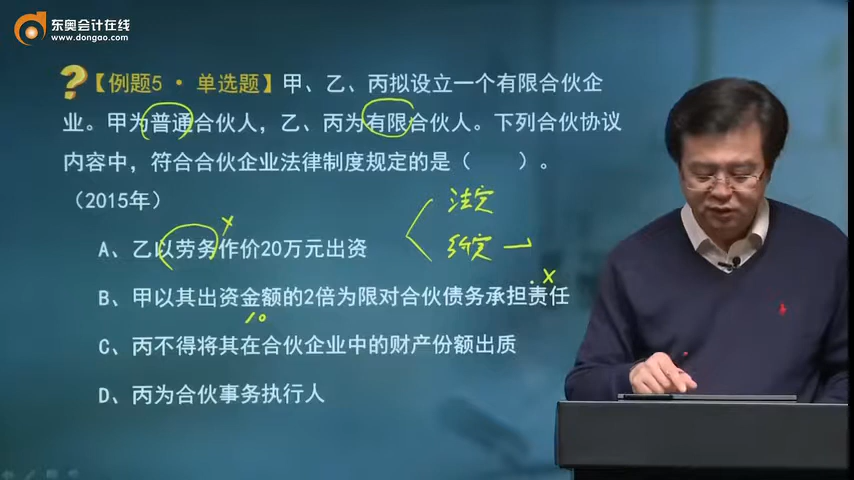 东奥会计在线
www.dongao.com
【例题5 · 单选题】甲、乙、丙拟设立一个有限合伙企
业。甲为普通合伙人，乙、丙为有限合伙人。下列合伙协议
内容中，符合合伙企业法律制度规定的是（ ）。
（2015年）
法定
约定
A、乙以劳务作价20万元出资
B、甲以其出资金额的2倍为限对合伙债务承担责任
10
C、丙不得将其在合伙企业中的财产份额出质
D、丙为合伙事务执行人